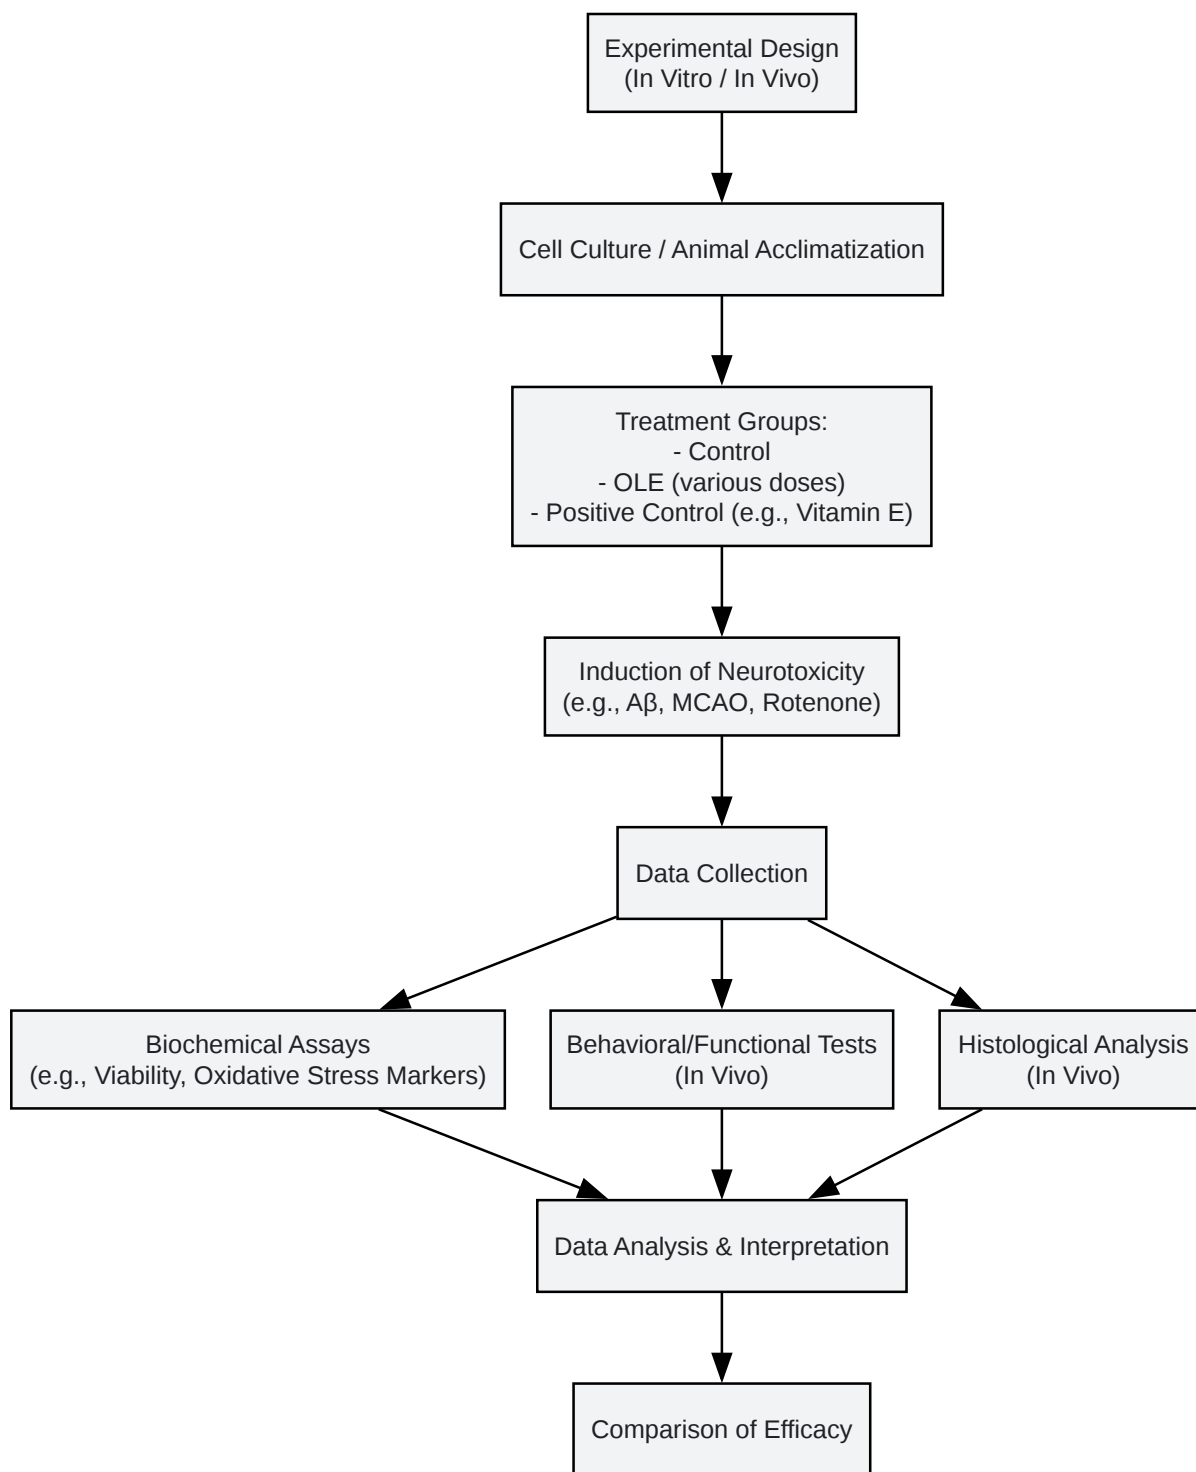 Experimental Design
(In Vitro / In Vivo)
Cell Culture / Animal Acclimatization
Treatment Groups:
- Control
- OLE (various doses)
- Positive Control (e.g., Vitamin E)
Induction of Neurotoxicity
(e.g., Aβ, MCAO, Rotenone)
Data Collection
Biochemical Assays
(e.g., Viability, Oxidative Stress Markers)
Behavioral/Functional Tests
(In Vivo)
Histological Analysis
(In Vivo)
Data Analysis & Interpretation
Comparison of Efficacy